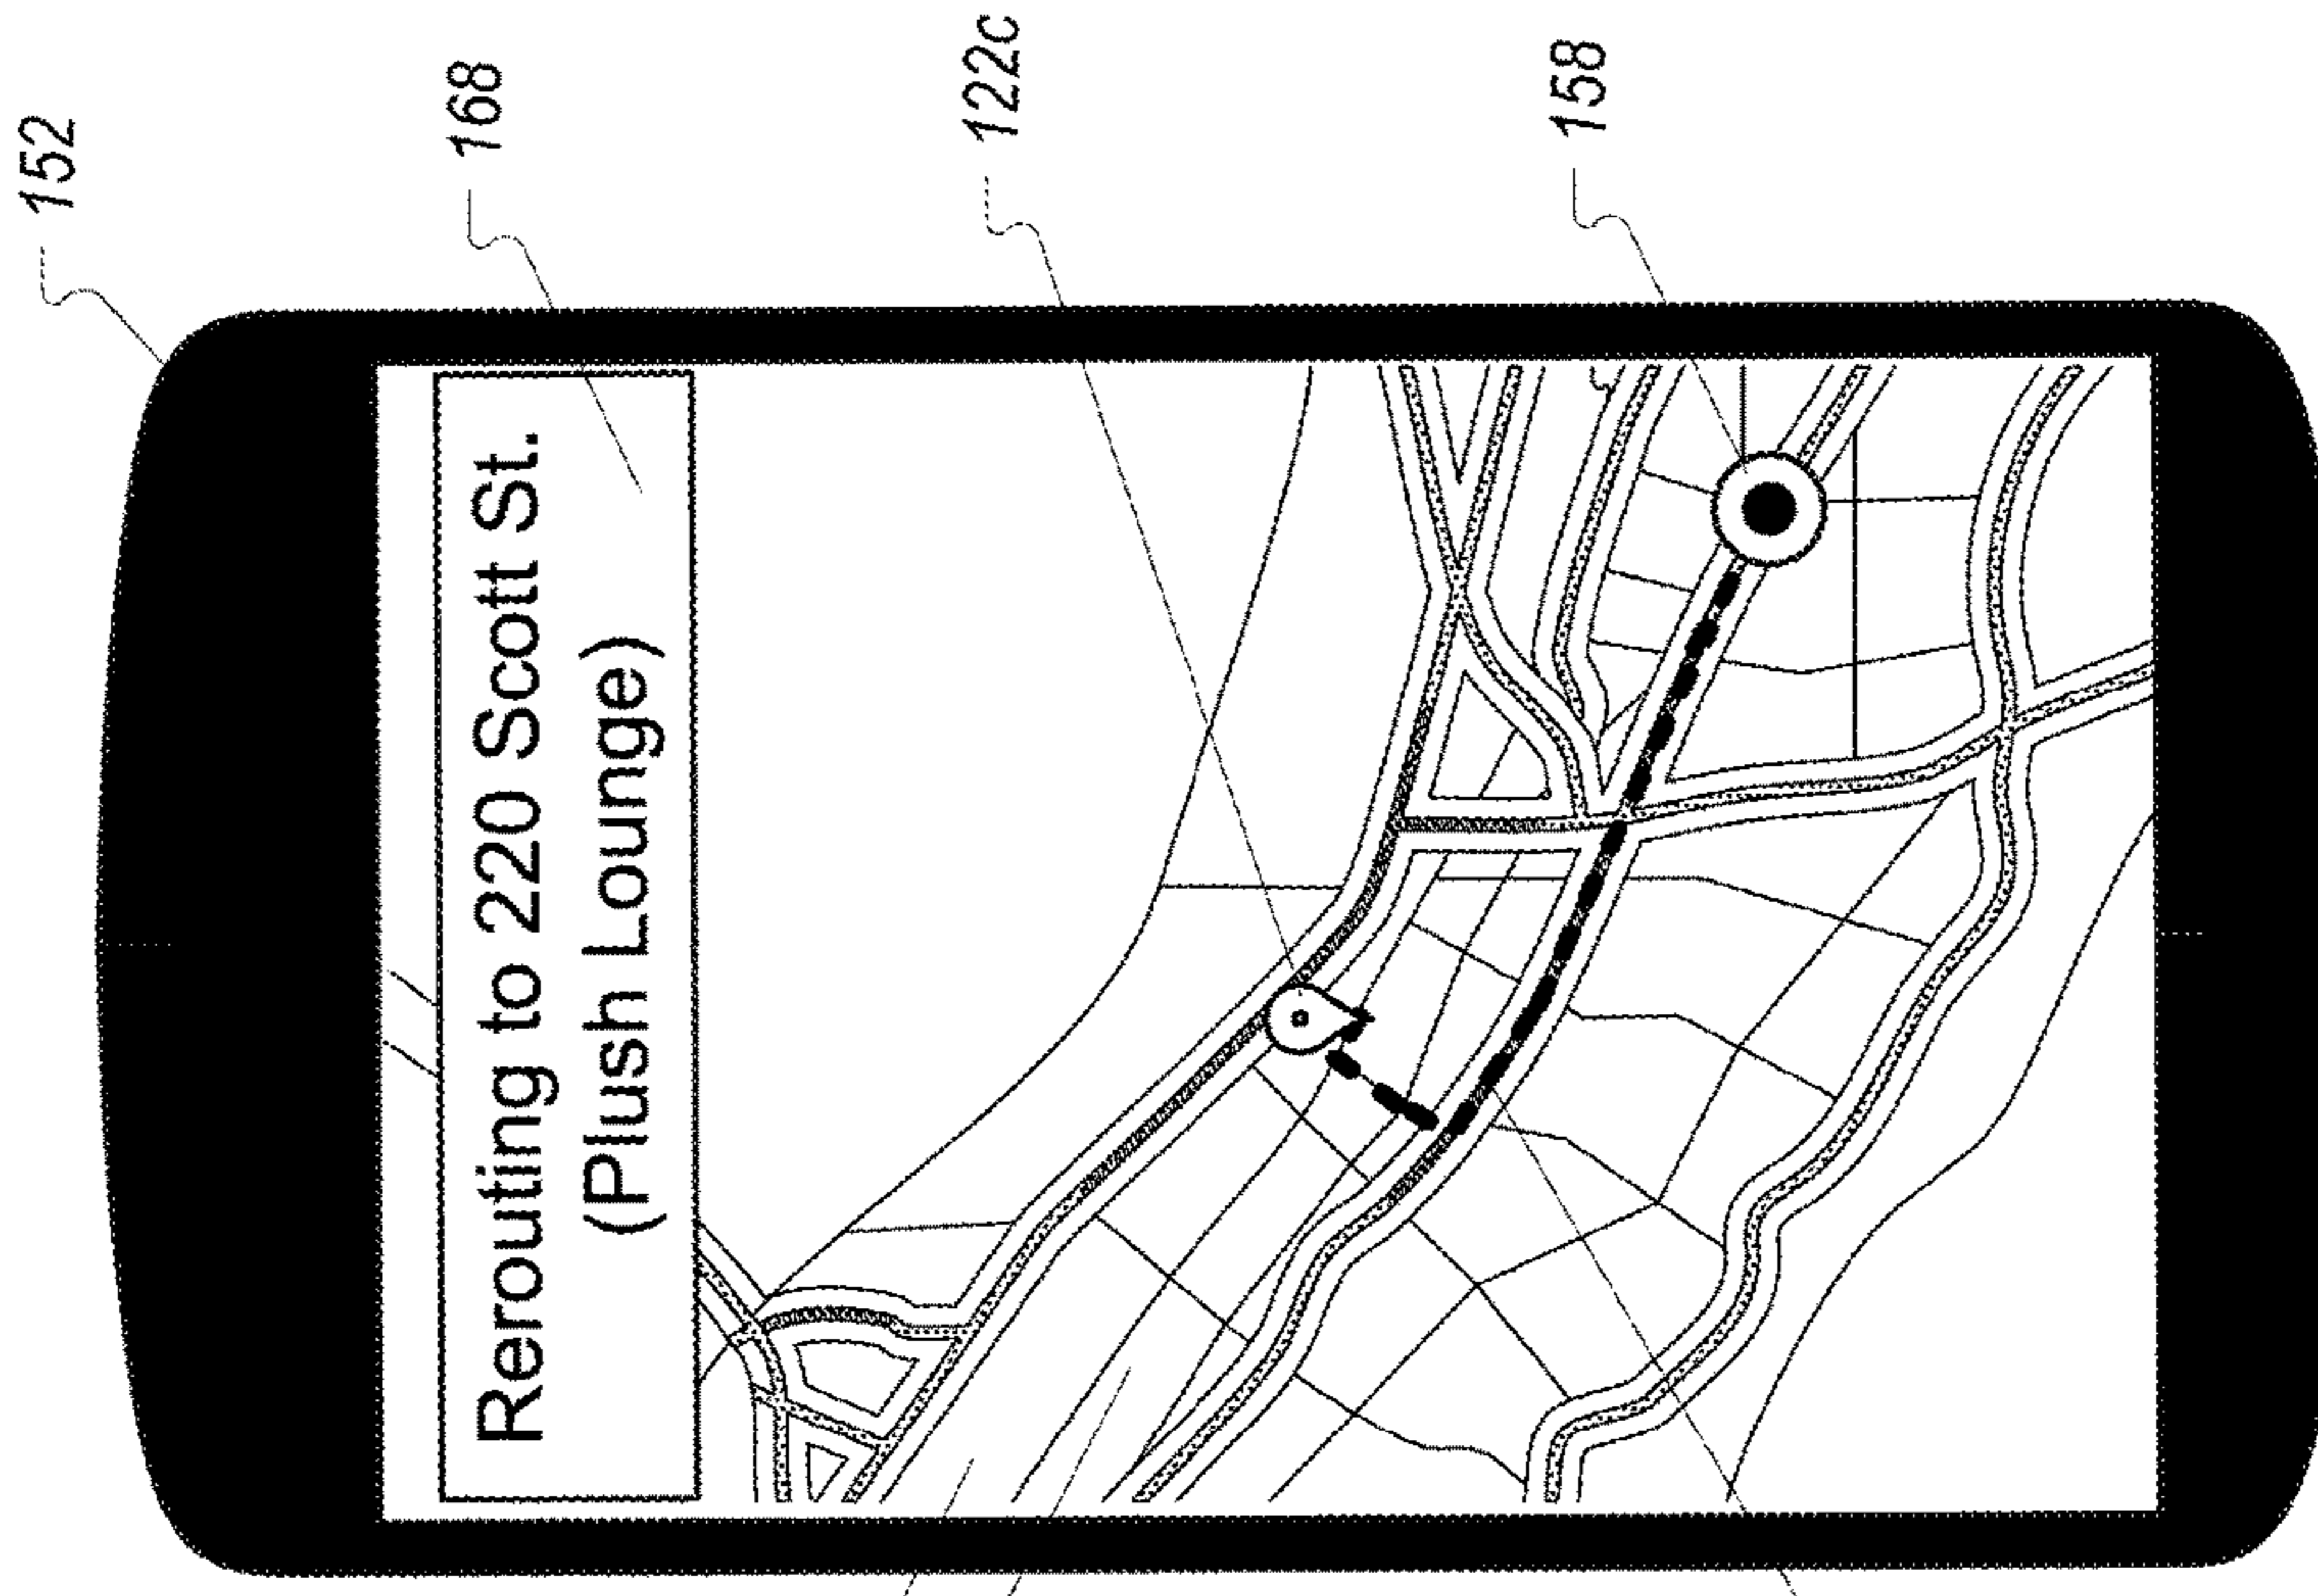 152
168
122c
158
Rerouting to 220 Scott St.
(Plush Lounge)